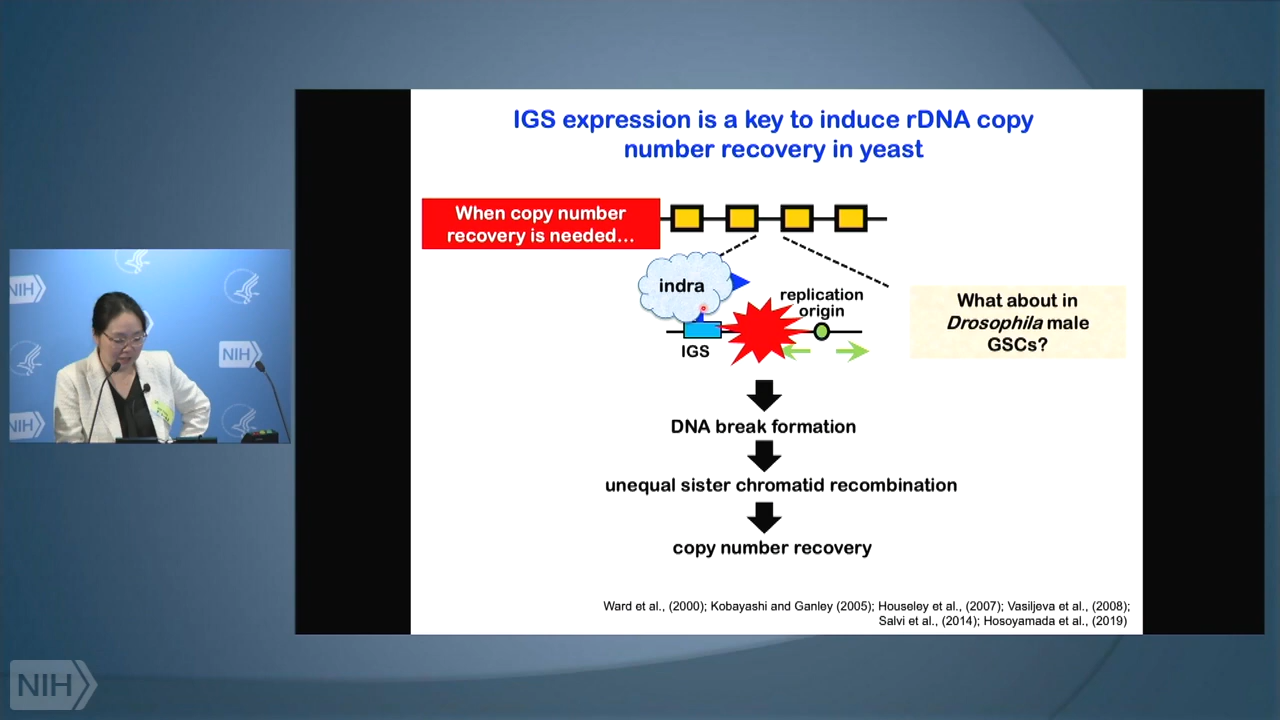 IGS expression is a key to induce rDNA copy
number recovery in yeast
When copy number
recovery is needed…
indra
replication
origin
IGS
What about in
Drosophila male
GSCs?
DNA break formation
unequal sister chromatid recombination
copy number recovery
Ward et al., (2000); Kobayashi and Ganley (2005); Houseley et al., (2007); Vasiljeva et al., (2008);
Salvi et al., (2014); Hosoyamada et al., (2019)
NIH
NIH
NIH
NIH